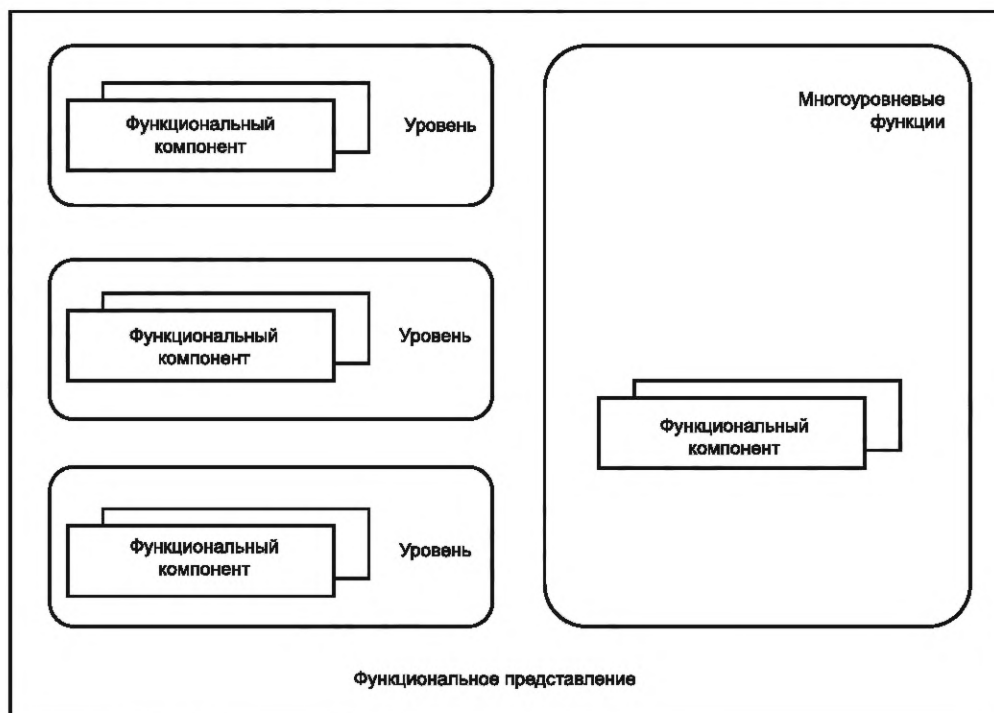 Функциональный
компонент
Уровень
Многоуровневые
функции
Функциональный
компонент
Уровень
Функциональный
компонент
Функциональный
компонент
Уровень
Функциональное представление